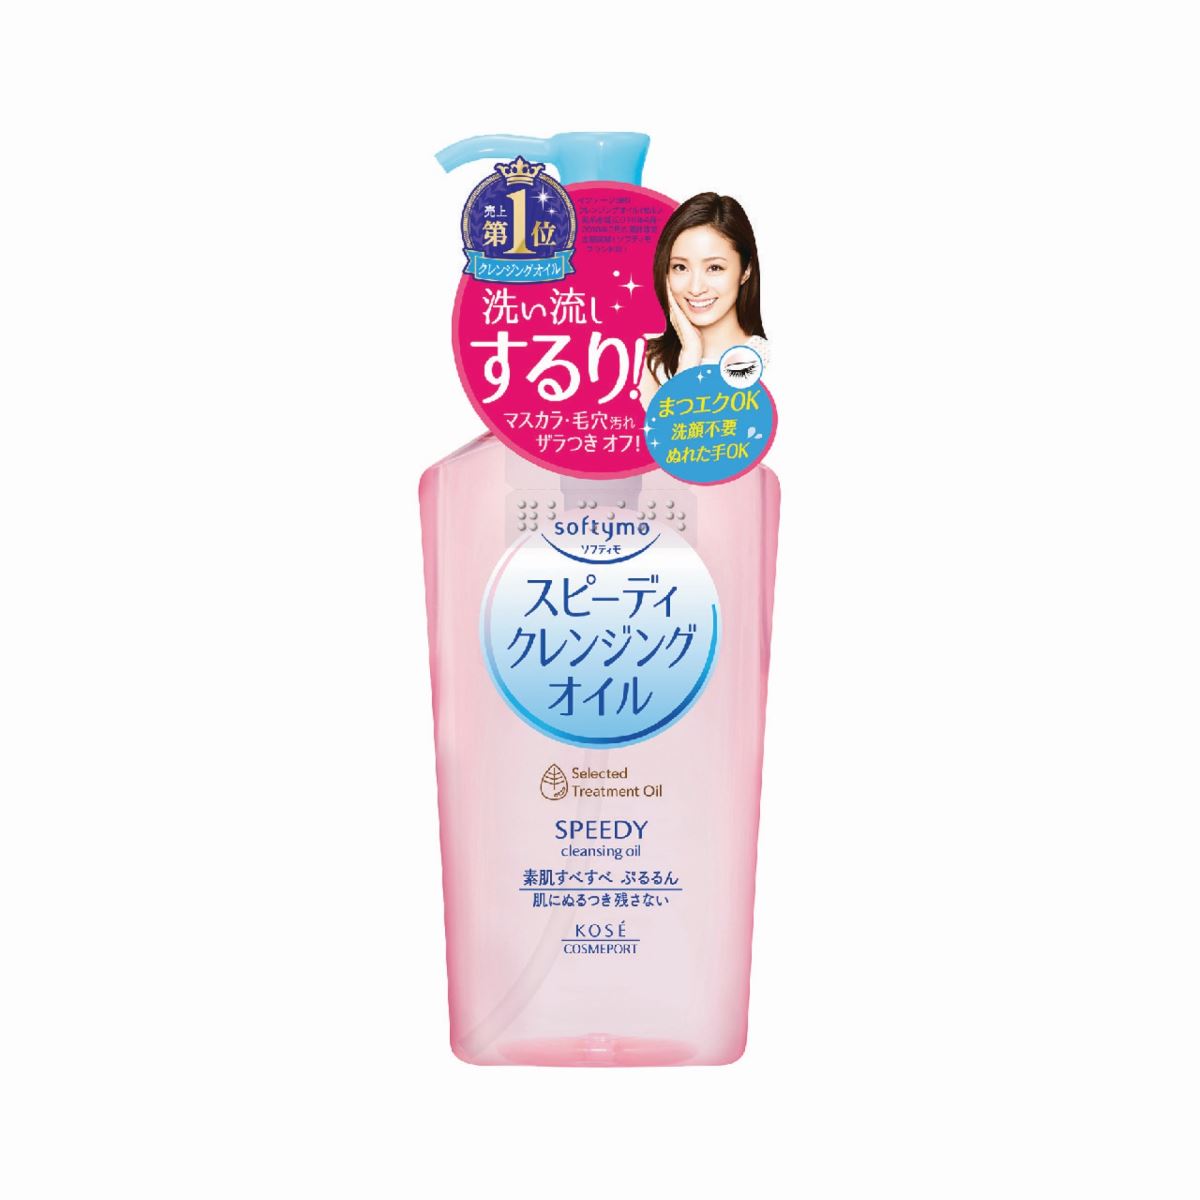 売上
第1位
クレンジングオイル
洗い流し
するり!
マスカラ・毛穴汚れ
ザラつきオフ!
まつエクOK
洗顔不要
ぬれた手OK
softymo
ソフティモ
スピーディ
クレンジング
オイル
Selected
Treatment Oil
SPEEDY
cleansing oil
素肌すべすべ ぷるるん
肌にぬるつき残さない
KOSÉ
COSMEPORT